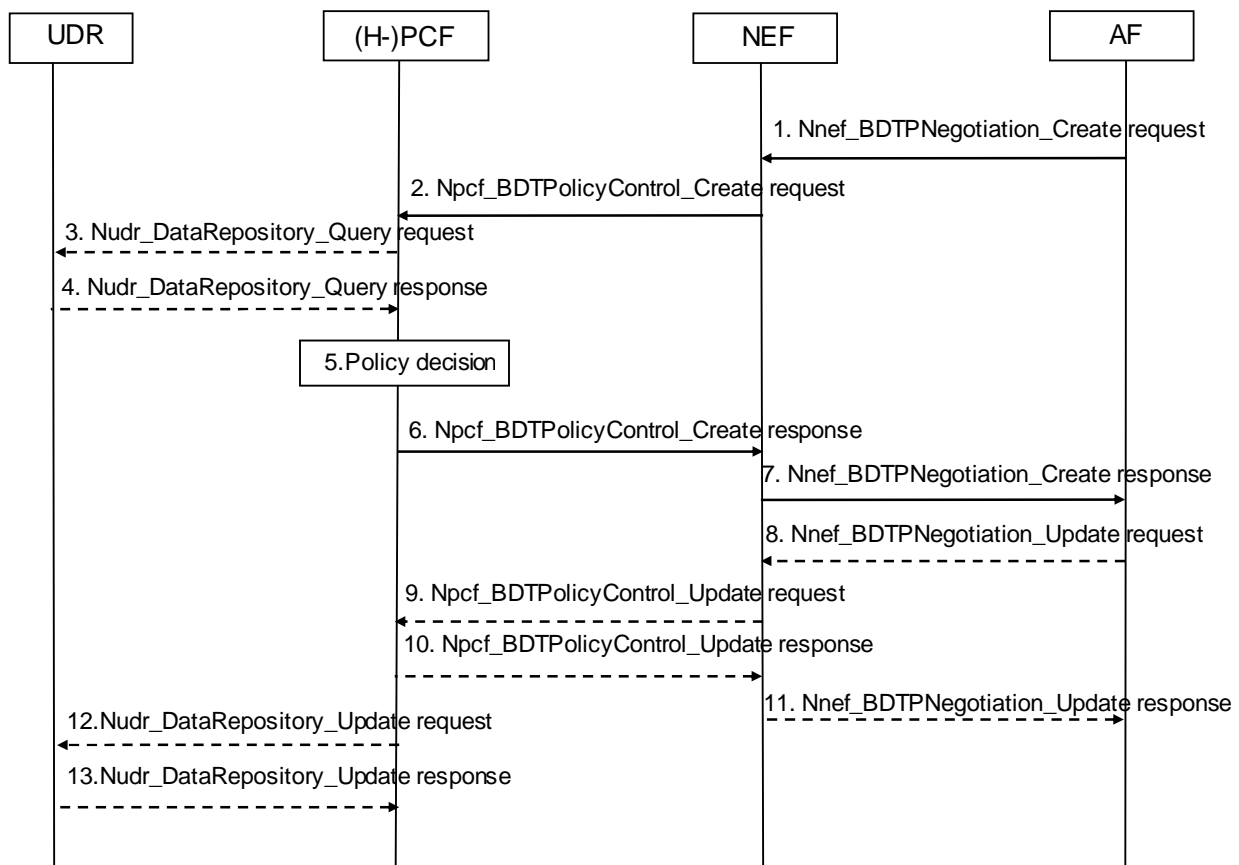 UDR
(H-)PCF
NEF
AF
1. Nnef_BDTPNegotiation_Create request
2. Npcf_BDTPolicyControl_Create request
3. Nudr_DataRepository_Query request
4. Nudr_DataRepository_Query response
5.Policy decision
6. Npcf_BDTPolicyControl_Create response
7. Nnef_BDTPNegotiation_Create response
8. Nnef_BDTPNegotiation_Update request
9. Npcf_BDTPolicyControl_Update request
10. Npcf_BDTPolicyControl_Update response
11. Nnef_BDTPNegotiation_Update response
12.Nudr_DataRepository_Update request
13.Nudr_DataRepository_Update response